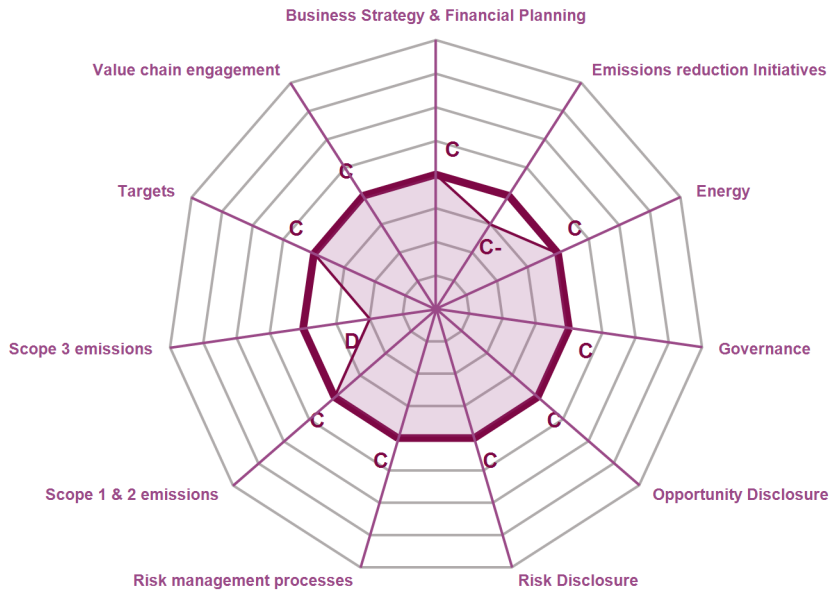 Business Strategy & Financial Planning
Value chain engagement
Emissions reduction Initiatives
C
C
Targets
Energy
C
C
C-
D
Scope 3 emissions
Governance
C
C
C
C
C
Scope 1 & 2 emissions
Opportunity Disclosure
Risk management processes
Risk Disclosure